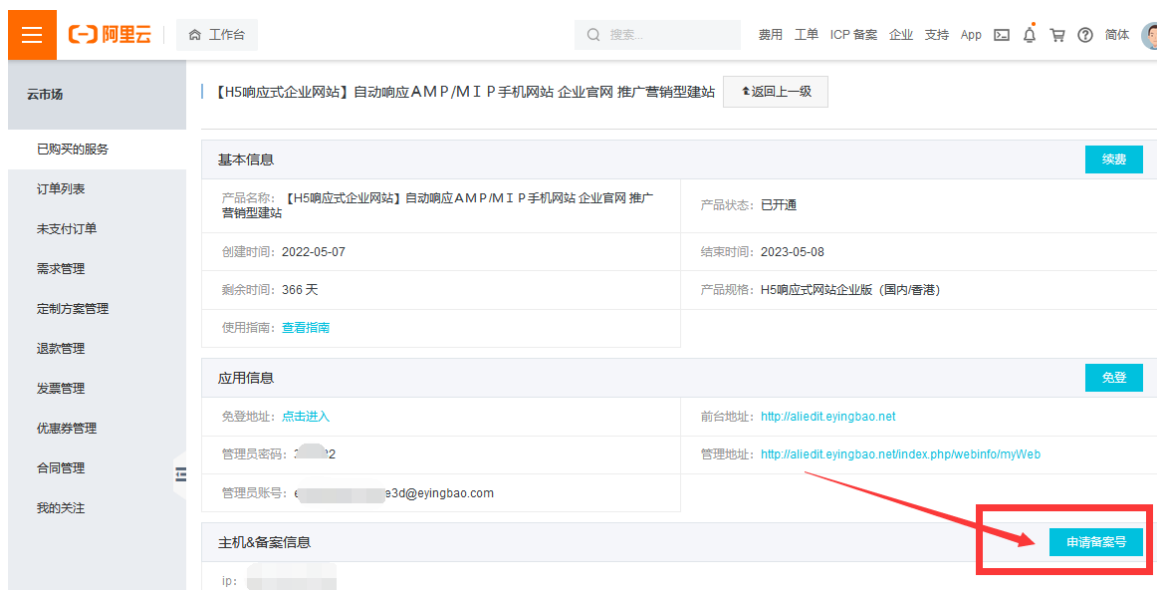 阿里云
工作台
搜索...
费用 工单 ICP 备案 企业 支持 App 简体
云市场
已购买的服务
订单列表
未支付订单
需求管理
定制方案管理
退款管理
发票管理
优惠券管理
合同管理
我的关注
【H5响应式企业网站】自动响应ＡＭＰ/ＭＩＰ手机网站 企业官网 推广营销型建站
返回上一级
基本信息
续费
产品名称: 【H5响应式企业网站】自动响应ＡＭＰ/ＭＩＰ手机网站 企业官网 推广
营销型建站
产品状态: 已开通
创建时间: 2022-05-07
结束时间: 2023-05-08
剩余时间: 366 天
产品规格: H5响应式网站企业版（国内/香港）
使用指南: 查看指南
应用信息
免登
免登地址: 点击进入
前台地址: http://aliedit.eyingbao.net
管理员密码:
管理地址: http://aliedit.eyingbao.net/index.php/webinfo/myWeb
管理员账号: e3d@eyingbao.com
主机&备案信息
申请备案号
ip: